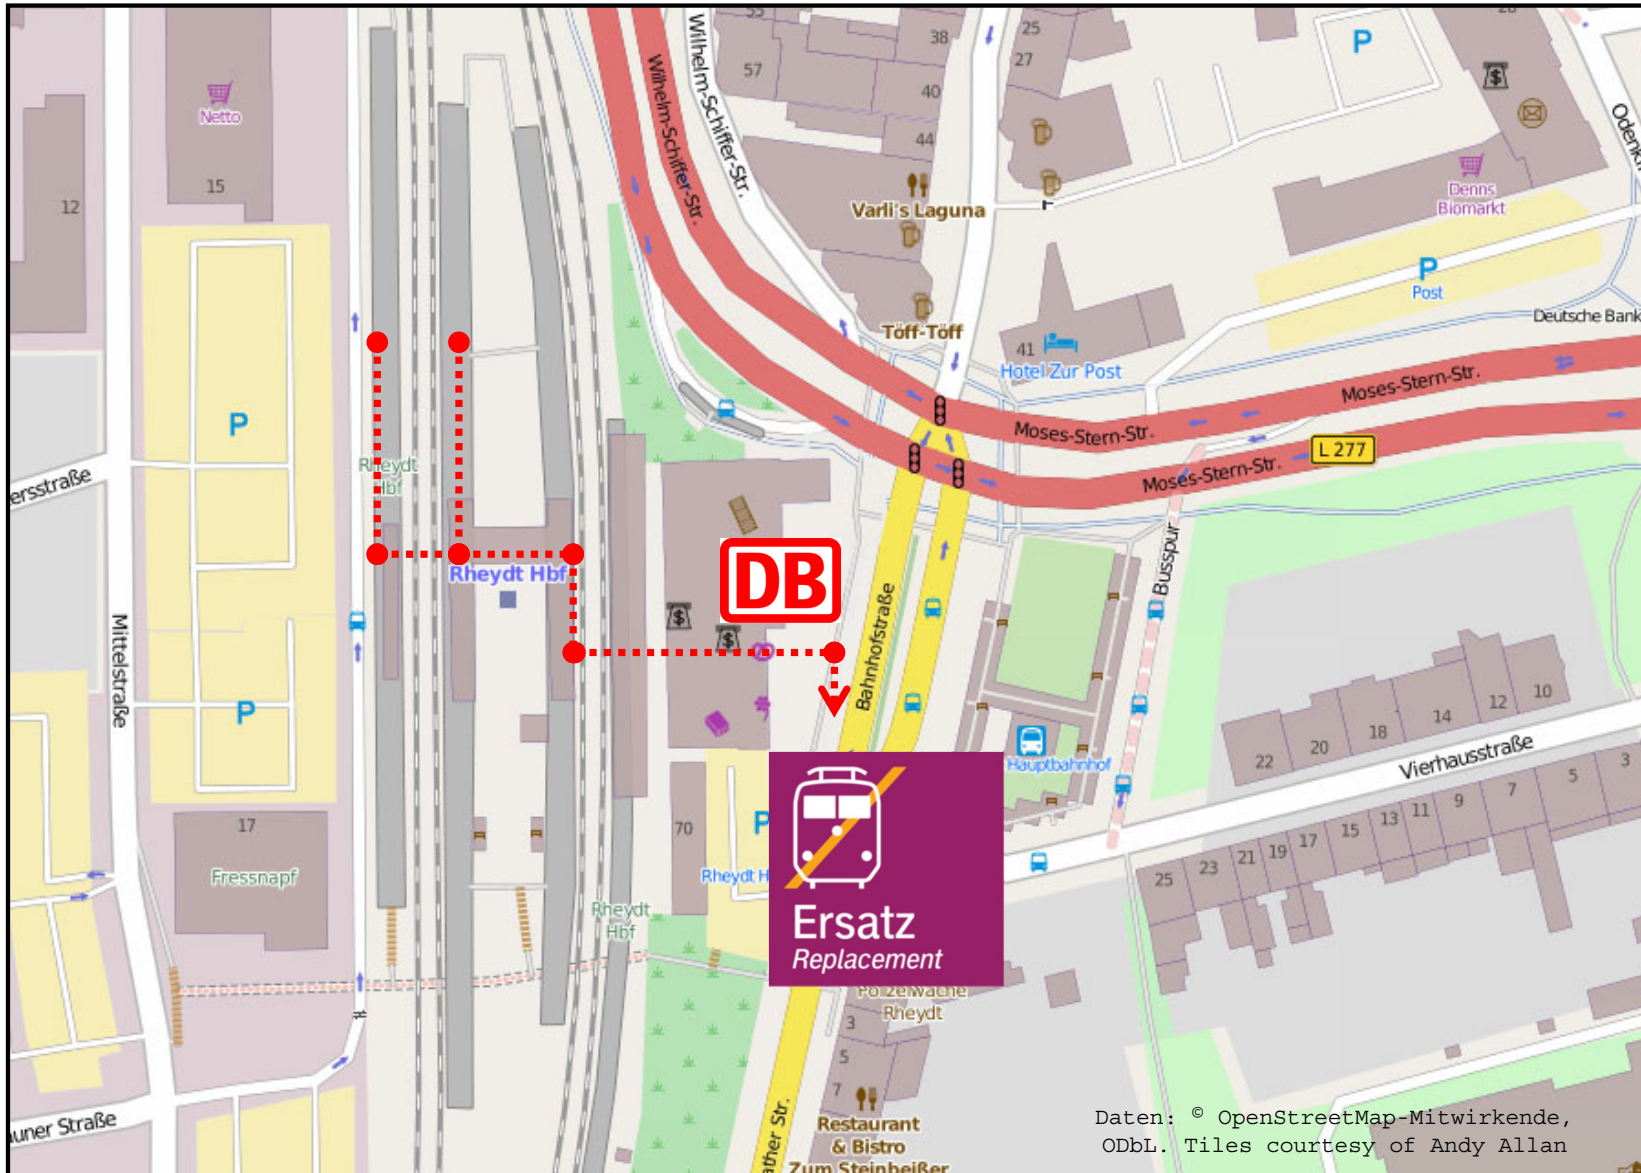 55
38
25
27
57
40
44
26
P
Wilhelm-Schiffer-Str.
Wilhelm-Schiffer-Str.
Netto
15
12
Varli's Laguna
Denns
Biomarkt
P
Post
Töff-Töff
Deutsche Bank
41
Hotel Zur Post
Moses-Stern-Str.
Moses-Stern-Str.
Moses-Stern-Str.
L 277
P
Rheydt
Hbf
ersstraße
Rheydt Hbf
DB
Bahnhofstraße
Busspur
Mittelstraße
P
Hauptbahnhof
22
20
18
14
12
10
Vierhausstraße
17
70
P
Rheydt H
Fressnapf
Rheydt
Hbf
25
23
21
19
17
15
13
11
9
7
5
3
Ersatz
Replacement
Polizeiwache
Rheydt
3
5
7
Restaurant
& Bistro
Zum Steinbeißer
ather Str.
uner Straße
Daten: © OpenStreetMap-Mitwirkende,
ODbL. Tiles courtesy of Andy Allan